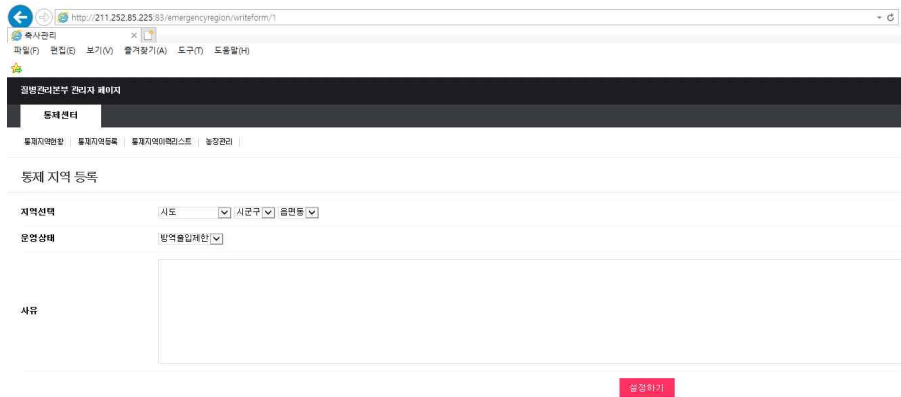 http://211.252.85.225:83/emergencyregion/writeform/1
축사관리
파일(F) 편집(E) 보기(V) 즐겨찾기(A) 도구(T) 도움말(H)
질병관리본부 관리자 페이지
통제센터
통제지역현황 통제지역등록 통제지역이력리스트 농장관리
통제 지역 등록
지역선택 시도 시군구 읍면동
운영상태 방역출입제한
사유
설정하기